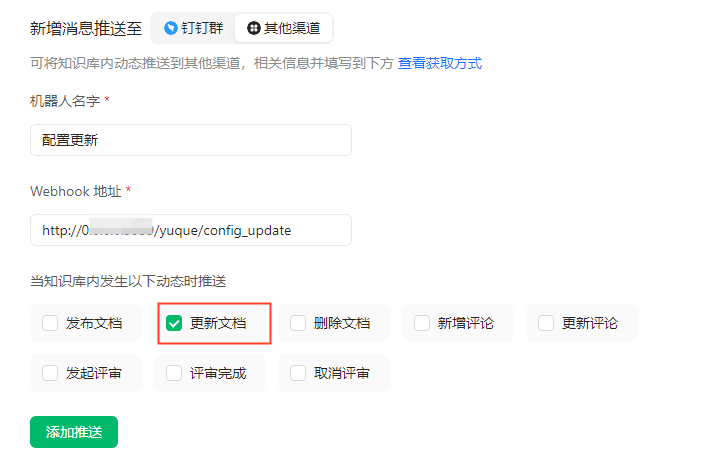 新增消息推送至 钉钉群 其他渠道
可将知识库内动态推送到其他渠道，相关信息并填写到下方 查看获取方式
机器人名字 *
配置更新
Webhook 地址 *
http://0 /yuque/config_update
当知识库内发生以下动态时推送
发布文档 更新文档 删除文档 新增评论 更新评论
发起评审 评审完成 取消评审
添加推送